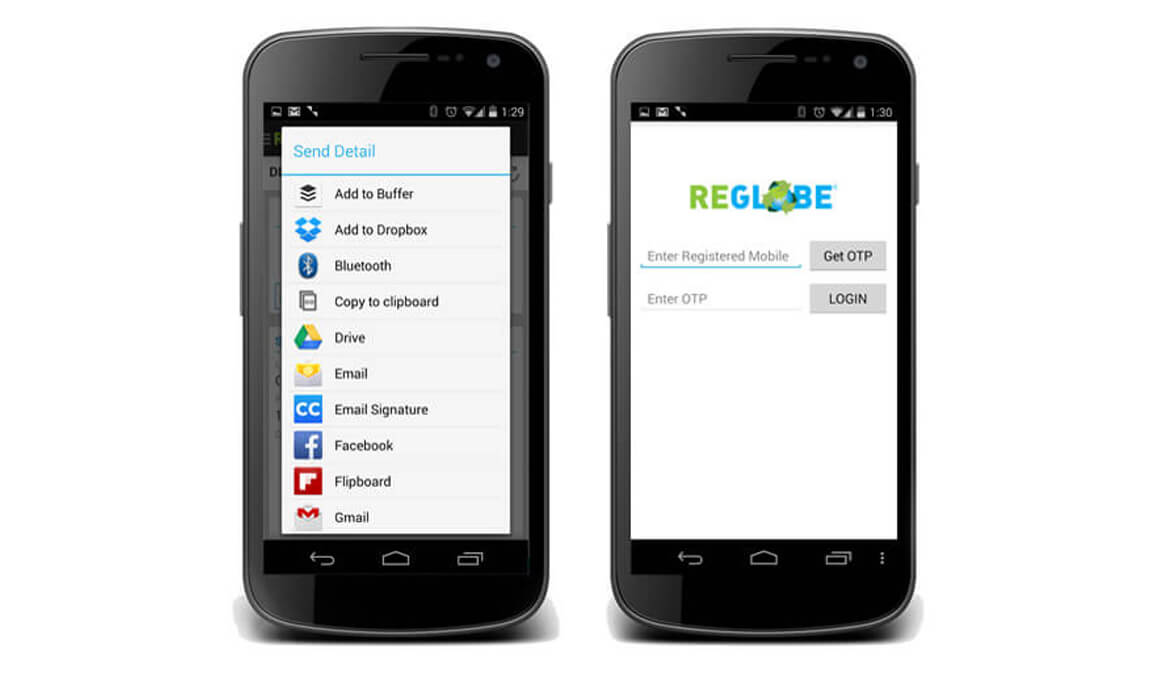 1:29
Send Detail
Add to Buffer
Add to Dropbox
Bluetooth
Copy to clipboard
Drive
Email
CC Email Signature
Facebook
Flipboard
Gmail
1:30
REGLOBE
Enter Registered Mobile Get OTP
Enter OTP LOGIN